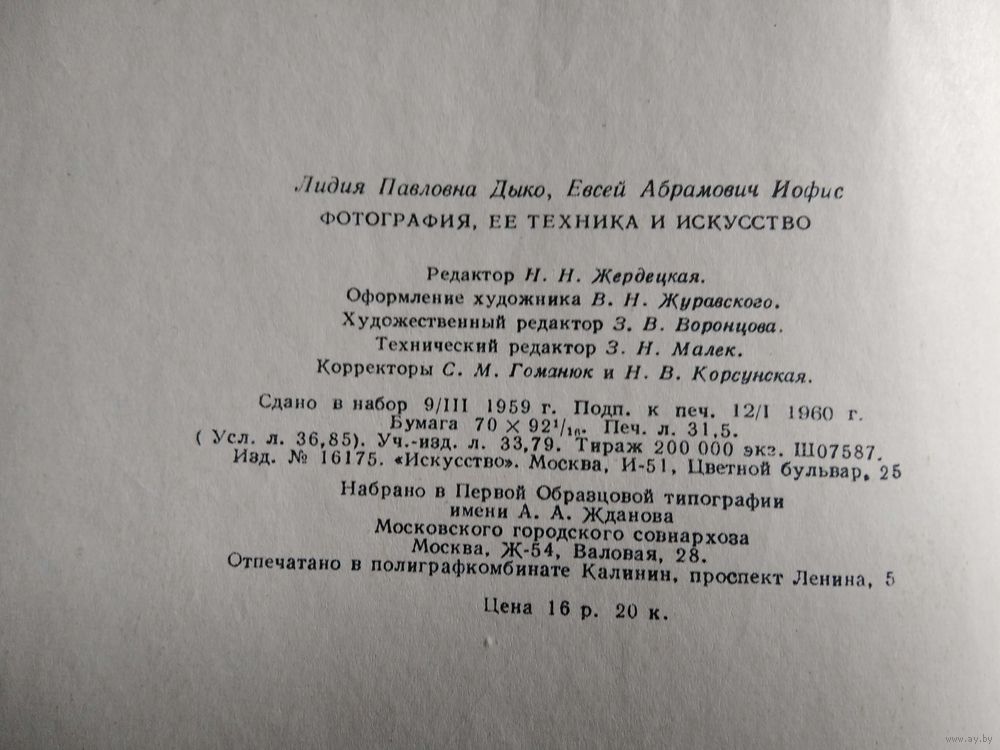 Лидия Павловна Дыко, Евсей Абрамович Иофис
ФОТОГРАФИЯ, ЕЕ ТЕХНИКА И ИСКУССТВО
Редактор Н. Н. Жердецкая.
Оформление художника В. Н. Журавского.
Художественный редактор З. В. Воронцова.
Технический редактор З. Н. Малек.
Корректоры С. М. Гоманюк и Н. В. Корсунская.
Сдано в набор 9/III 1959 г. Подп. к печ. 12/I 1960 г.
Бумага 70 × 92¹/₁₆. Печ. л. 31,5.
( Усл. л. 36,85). Уч.-изд. л. 33,79. Тираж 200 000 экз. Ш07587.
Изд. № 16175. «Искусство». Москва, И-51, Цветной бульвар, 25
Набрано в Первой Образцовой типографии
имени А. А. Жданова
Московского городского совнархоза
Москва, Ж-54, Валовая, 28.
Отпечатано в полиграфкомбинате Калинин, проспект Ленина, 5
Цена 16 р. 20 к.
www.ay.by